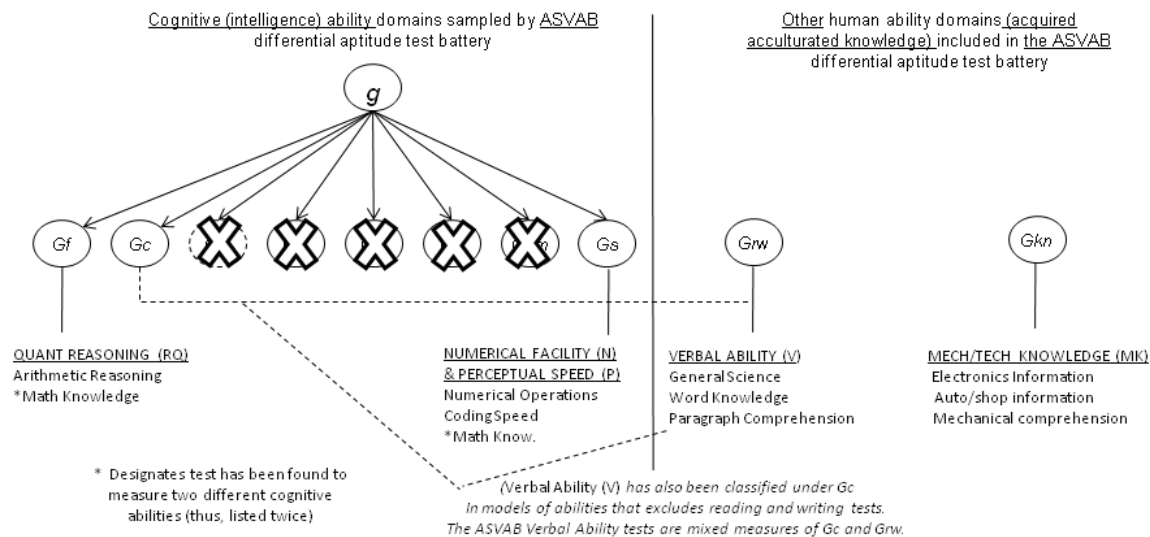 Cognitive (intelligence) ability domains sampled by ASVAB
differential aptitude test battery
Other human ability domains (acquired
acculturated knowledge) included in the ASVAB
differential aptitude test battery
g
Gf
Gc
Gs
Grw
Gkn
QUANT REASONING (RQ)
Arithmetic Reasoning
*Math Knowledge
NUMERICAL FACILITY (N)
& PERCEPTUAL SPEED (P)
Numerical Operations
Coding Speed
*Math Know.
VERBAL ABILITY (V)
General Science
Word Knowledge
Paragraph Comprehension
MECH/TECH KNOWLEDGE (MK)
Electronics Information
Auto/shop information
Mechanical comprehension
* Designates test has been found to
measure two different cognitive
abilities (thus, listed twice)
(Verbal Ability (V) has also been classified under Gc
In models of abilities that excludes reading and writing tests.
The ASVAB Verbal Ability tests are mixed measures of Gc and Grw.